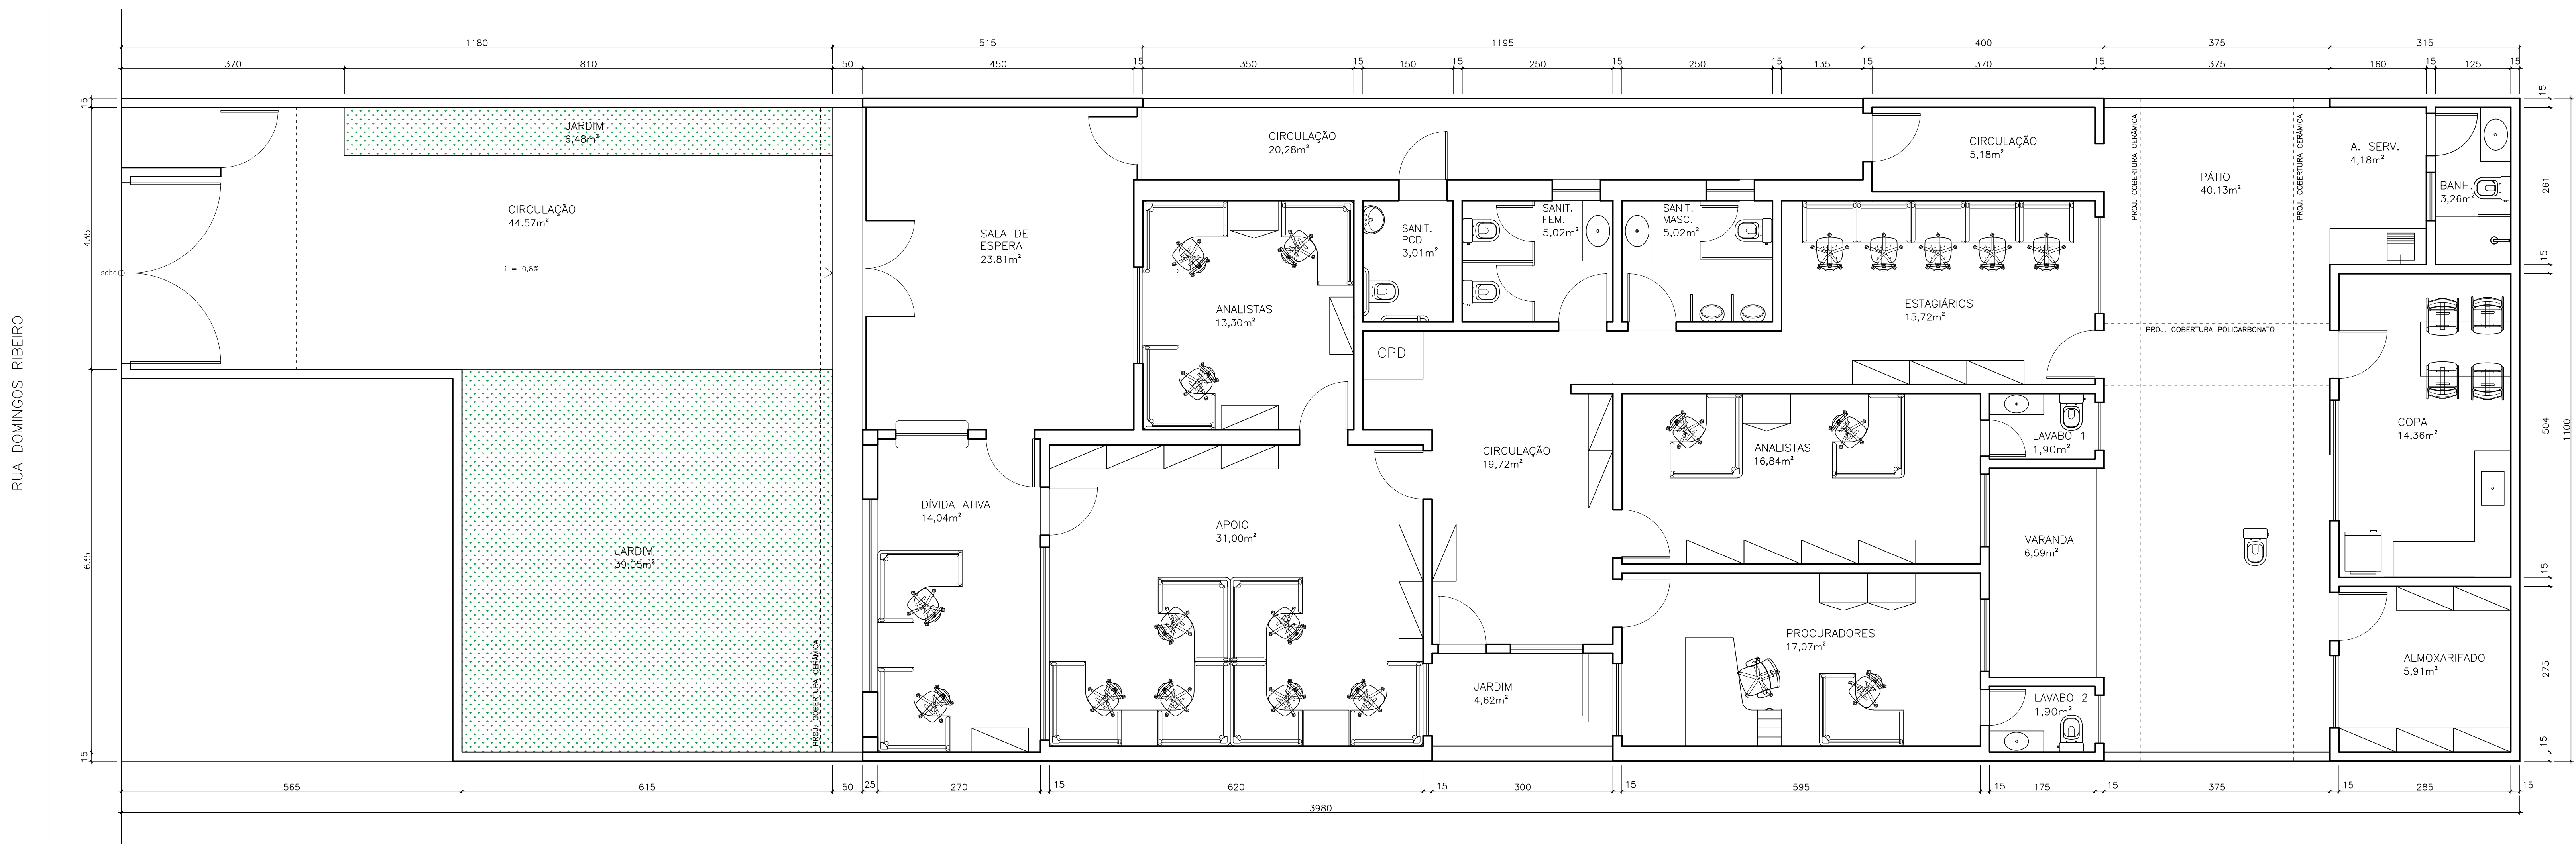 1180
515
1195
400
375
315
370
810
50
450
15
350
15
150
15
250
15
250
15
135
15
370
15
375
160
15
125
15
15
435
635
15
RUA DOMINGOS RIBEIRO
JARDIM
6,48m²
CIRCULAÇÃO
44.57m²
sobe
i = 0,8%
JARDIM
39,05m²
PROJ. COBERTURA CERÂMICA
SALA DE
ESPERA
23.81m²
CIRCULAÇÃO
20,28m²
ANALISTAS
13,30m²
SANIT.
PCD
3,01m²
SANIT.
FEM.
5,02m²
SANIT.
MASC.
5,02m²
CIRCULAÇÃO
5,18m²
ESTAGIÁRIOS
15,72m²
CPD
DÍVIDA ATIVA
14,04m²
APOIO
31,00m²
CIRCULAÇÃO
19,72m²
JARDIM
4,62m²
ANALISTAS
16,84m²
PROCURADORES
17,07m²
LAVABO 1
1,90m²
VARANDA
6,59m²
LAVABO 2
1,90m²
PROJ. COBERTURA CERÂMICA
PÁTIO
40,13m²
PROJ. COBERTURA CERÂMICA
PROJ. COBERTURA POLICARBONATO
A. SERV.
4,18m²
BANH.
3,26m²
COPA
14,36m²
ALMOXARIFADO
5,91m²
15
261
15
504
15
275
15
1100
565
615
50
25
270
15
620
15
300
15
595
15
175
15
375
15
285
15
3980